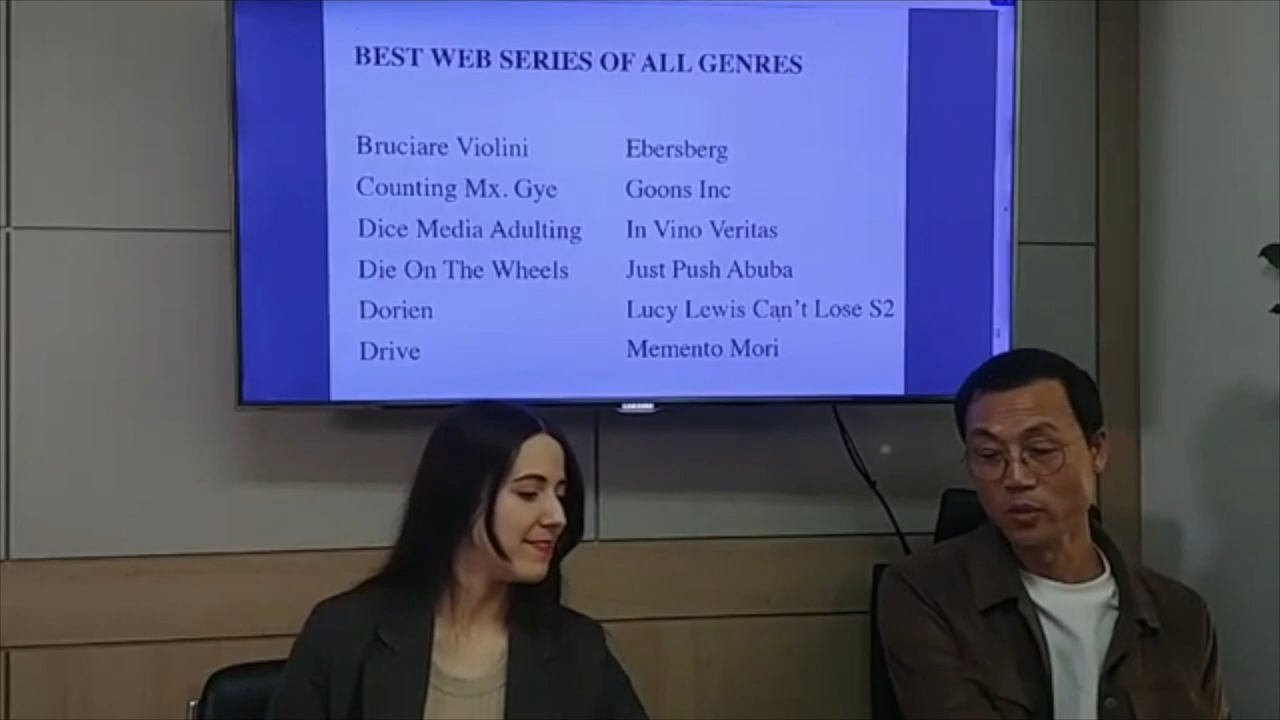 BEST WEB SERIES OF ALL GENRES
Bruciare Violini
Counting Mx. Gye
Dice Media Adulting
Die On The Wheels
Dorien
Drive
Ebersberg
Goons Inc
In Vino Veritas
Just Push Abuba
Lucy Lewis Can't Lose S2
Memento Mori
SAMSUNG